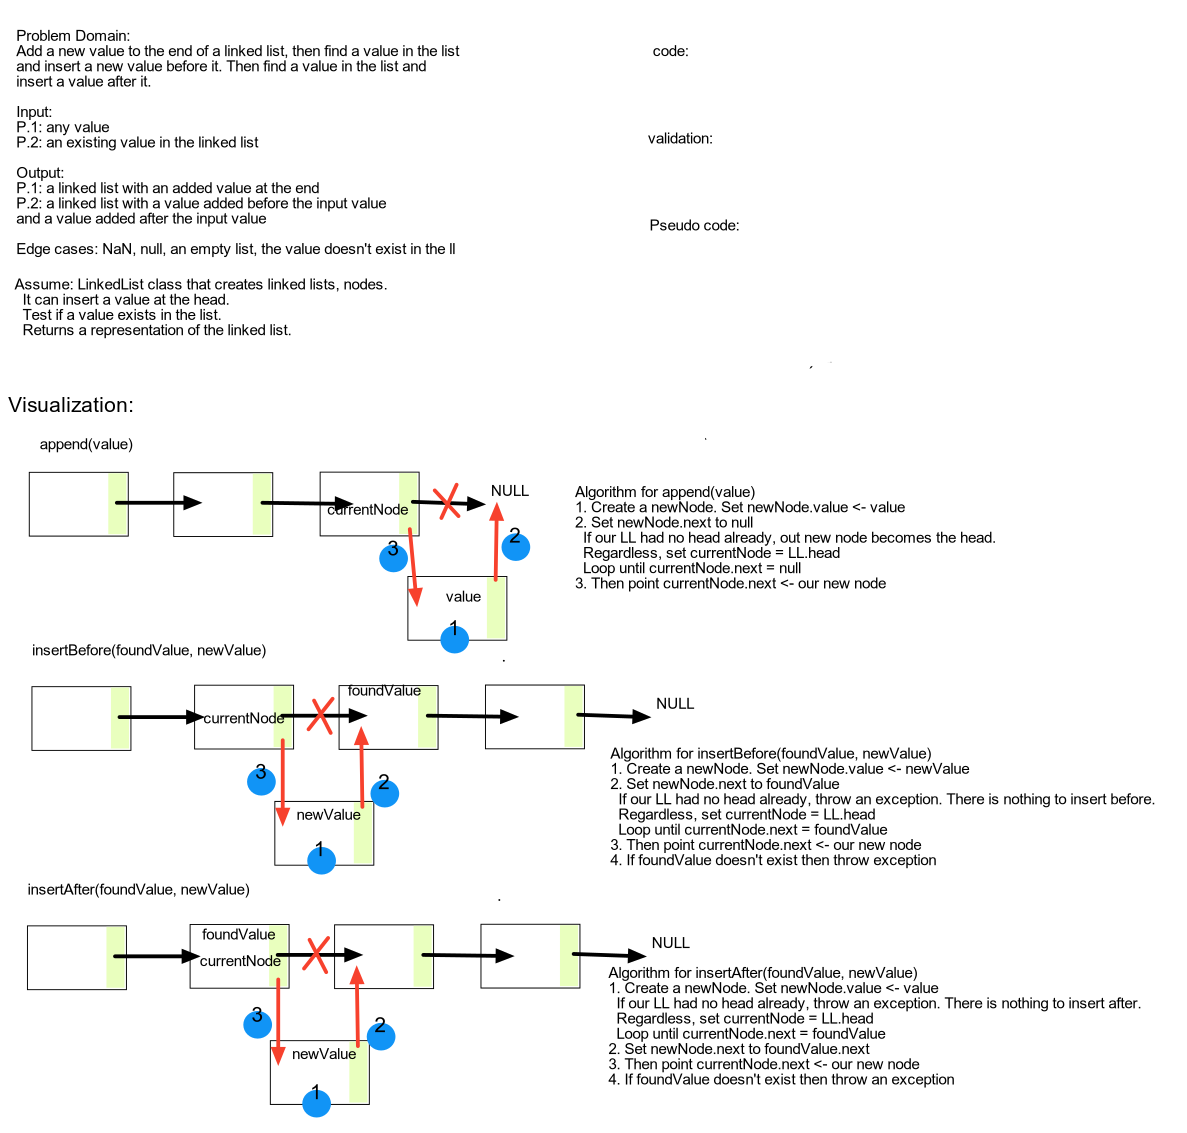 Problem Domain:
Add a new value to the end of a linked list, then find a value in the list
and insert a new value before it. Then find a value in the list and
insert a value after it.
Input:
P.1: any value
P.2: an existing value in the linked list
Output:
P.1: a linked list with an added value at the end
P.2: a linked list with a value added before the input value
and a value added after the input value
Edge cases: NaN, null, an empty list, the value doesn't exist in the ll
Assume: LinkedList class that creates linked lists, nodes.
It can insert a value at the head.
Test if a value exists in the list.
Returns a representation of the linked list.
code:
validation:
Pseudo code:
Visualization:
append(value)
currentNode
NULL
3
2
value
1
Algorithm for append(value)
1. Create a newNode. Set newNode.value <- value
2. Set newNode.next to null
If our LL had no head already, out new node becomes the head.
Regardless, set currentNode = LL.head
Loop until currentNode.next = null
3. Then point currentNode.next <- our new node
insertBefore(foundValue, newValue)
currentNode
foundValue
NULL
3
2
newValue
1
Algorithm for insertBefore(foundValue, newValue)
1. Create a newNode. Set newNode.value <- newValue
2. Set newNode.next to foundValue
If our LL had no head already, throw an exception. There is nothing to insert before.
Regardless, set currentNode = LL.head
Loop until currentNode.next = foundValue
3. Then point currentNode.next <- our new node
4. If foundValue doesn't exist then throw exception
insertAfter(foundValue, newValue)
foundValue
currentNode
NULL
3
2
newValue
1
Algorithm for insertAfter(foundValue, newValue)
1. Create a newNode. Set newNode.value <- value
If our LL had no head already, throw an exception. There is nothing to insert after.
Regardless, set currentNode = LL.head
Loop until currentNode.next = foundValue
2. Set newNode.next to foundValue.next
3. Then point currentNode.next <- our new node
4. If foundValue doesn't exist then throw an exception